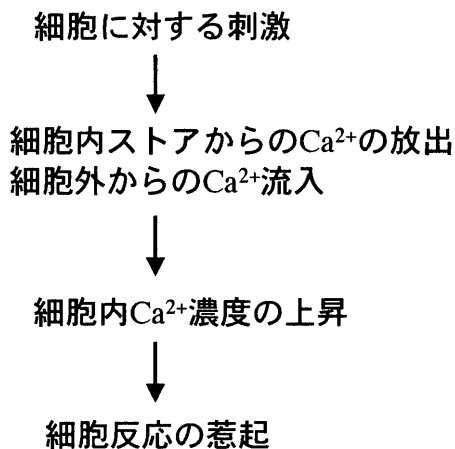 細胞に対する刺激
細胞内ストアからのCa²⁺の放出
細胞外からのCa²⁺流入
細胞内Ca²⁺濃度の上昇
細胞反応の惹起